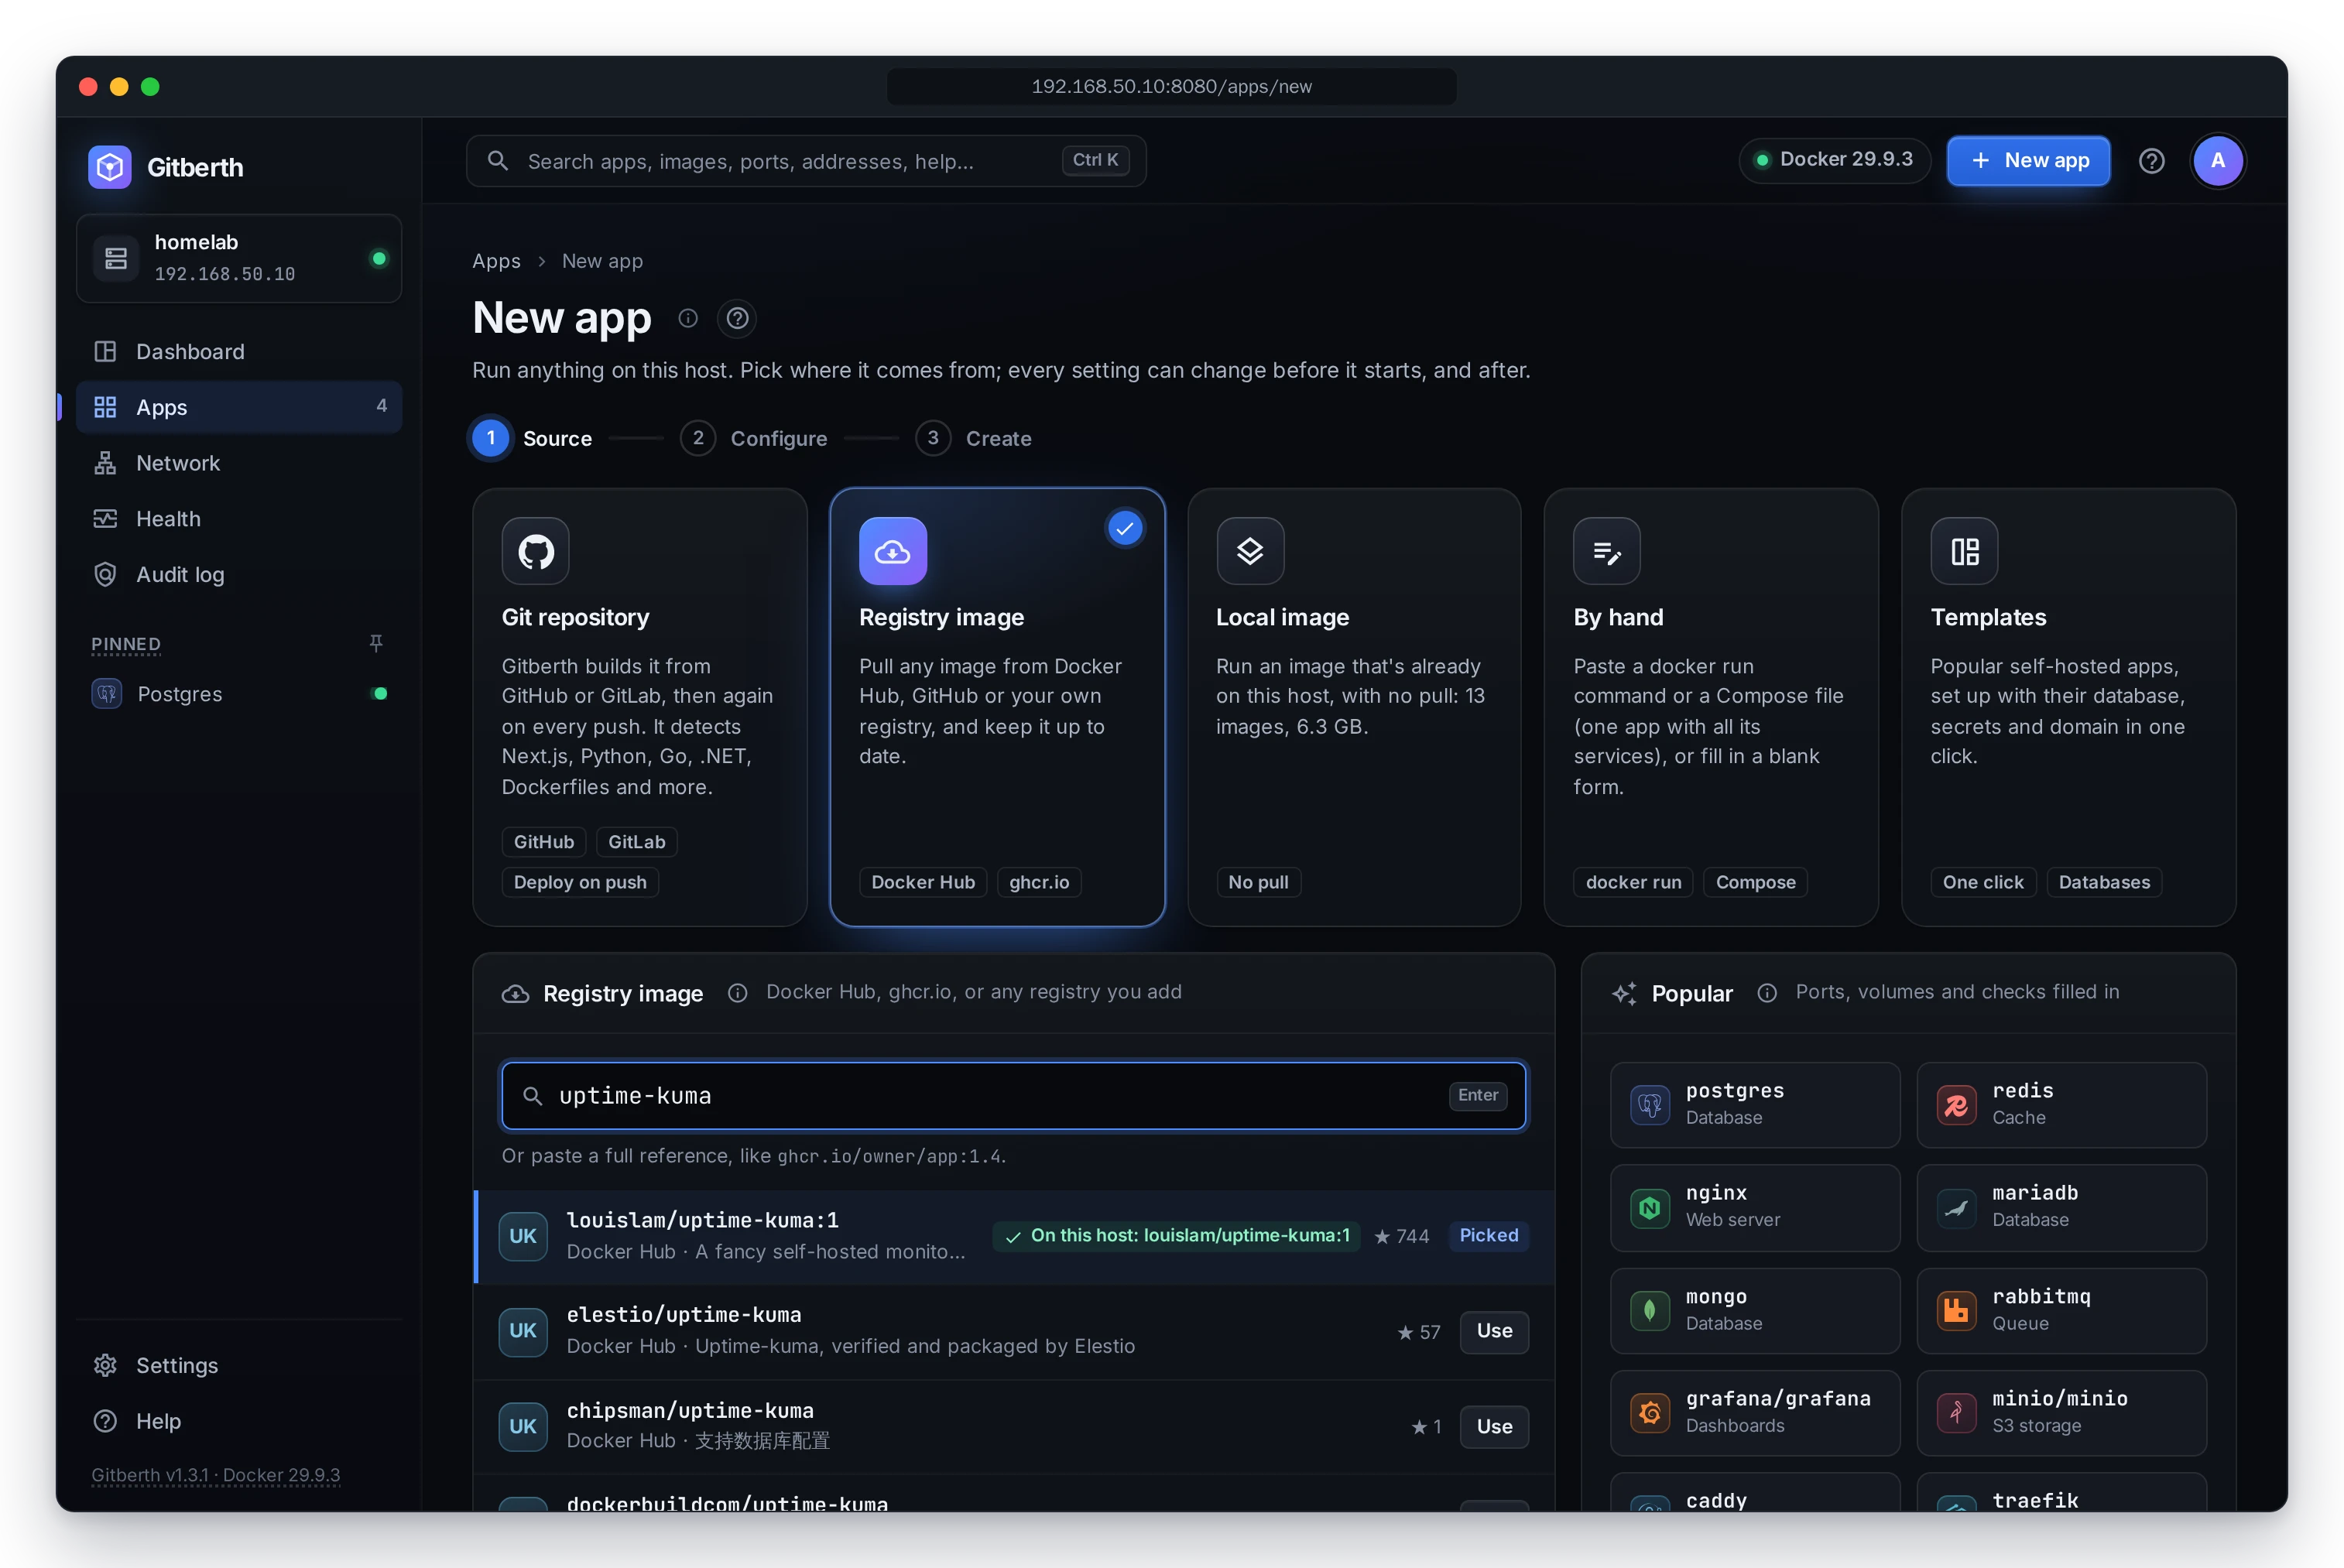 192.168.50.10:8080/apps/new
Gitberth
homelab
192.168.50.10
Dashboard
Apps
4
Network
Health
Audit log
PINNED
Postgres
Settings
Help
Gitberth v1.3.1 · Docker 29.9.3
Search apps, images, ports, addresses, help...
Ctrl K
Docker 29.9.3
New app
A
Apps
New app
New app
Run anything on this host. Pick where it comes from; every setting can change before it starts, and after.
1 Source
2 Configure
3 Create
Git repository
Gitberth builds it from
GitHub or GitLab, then again
on every push. It detects
Next.js, Python, Go, .NET,
Dockerfiles and more.
GitHub
GitLab
Deploy on push
Registry image
Pull any image from Docker
Hub, GitHub or your own
registry, and keep it up to
date.
Docker Hub
ghcr.io
Local image
Run an image that's already
on this host, with no pull: 13
images, 6.3 GB.
No pull
By hand
Paste a docker run
command or a Compose file
(one app with all its
services), or fill in a blank
form.
docker run
Compose
Templates
Popular self-hosted apps,
set up with their database,
secrets and domain in one
click.
One click
Databases
Registry image
Docker Hub, ghcr.io, or any registry you add
uptime-kuma
Enter
Or paste a full reference, like ghcr.io/owner/app:1.4.
UK
louislam/uptime-kuma:1
Docker Hub · A fancy self-hosted monito...
On this host: louislam/uptime-kuma:1
744
Picked
UK
elestio/uptime-kuma
Docker Hub · Uptime-kuma, verified and packaged by Elestio
57
Use
UK
chipsman/uptime-kuma
Docker Hub · 支持数据库配置
1
Use
dockerbuildcom/uptime-kuma
Popular
Ports, volumes and checks filled in
postgres
Database
redis
Cache
nginx
Web server
mariadb
Database
mongo
Database
rabbitmq
Queue
grafana/grafana
Dashboards
minio/minio
S3 storage
caddy
traefik